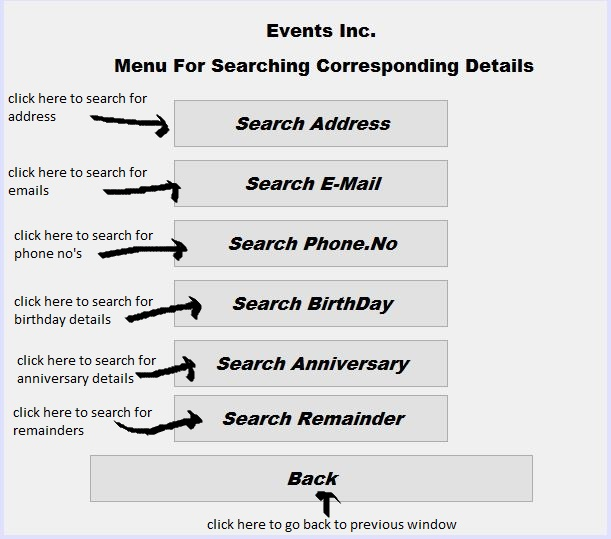 Events Inc.
Menu For Searching Corresponding Details
click here to search for
address
Search Address
click here to search for
emails
Search E-Mail
click here to search for
phone no's
Search Phone.No
click here to search for
birthday details
Search BirthDay
click here to search for
anniversary details
Search Anniversary
click here to search for
remainders
Search Remainder
Back
click here to go back to previous window